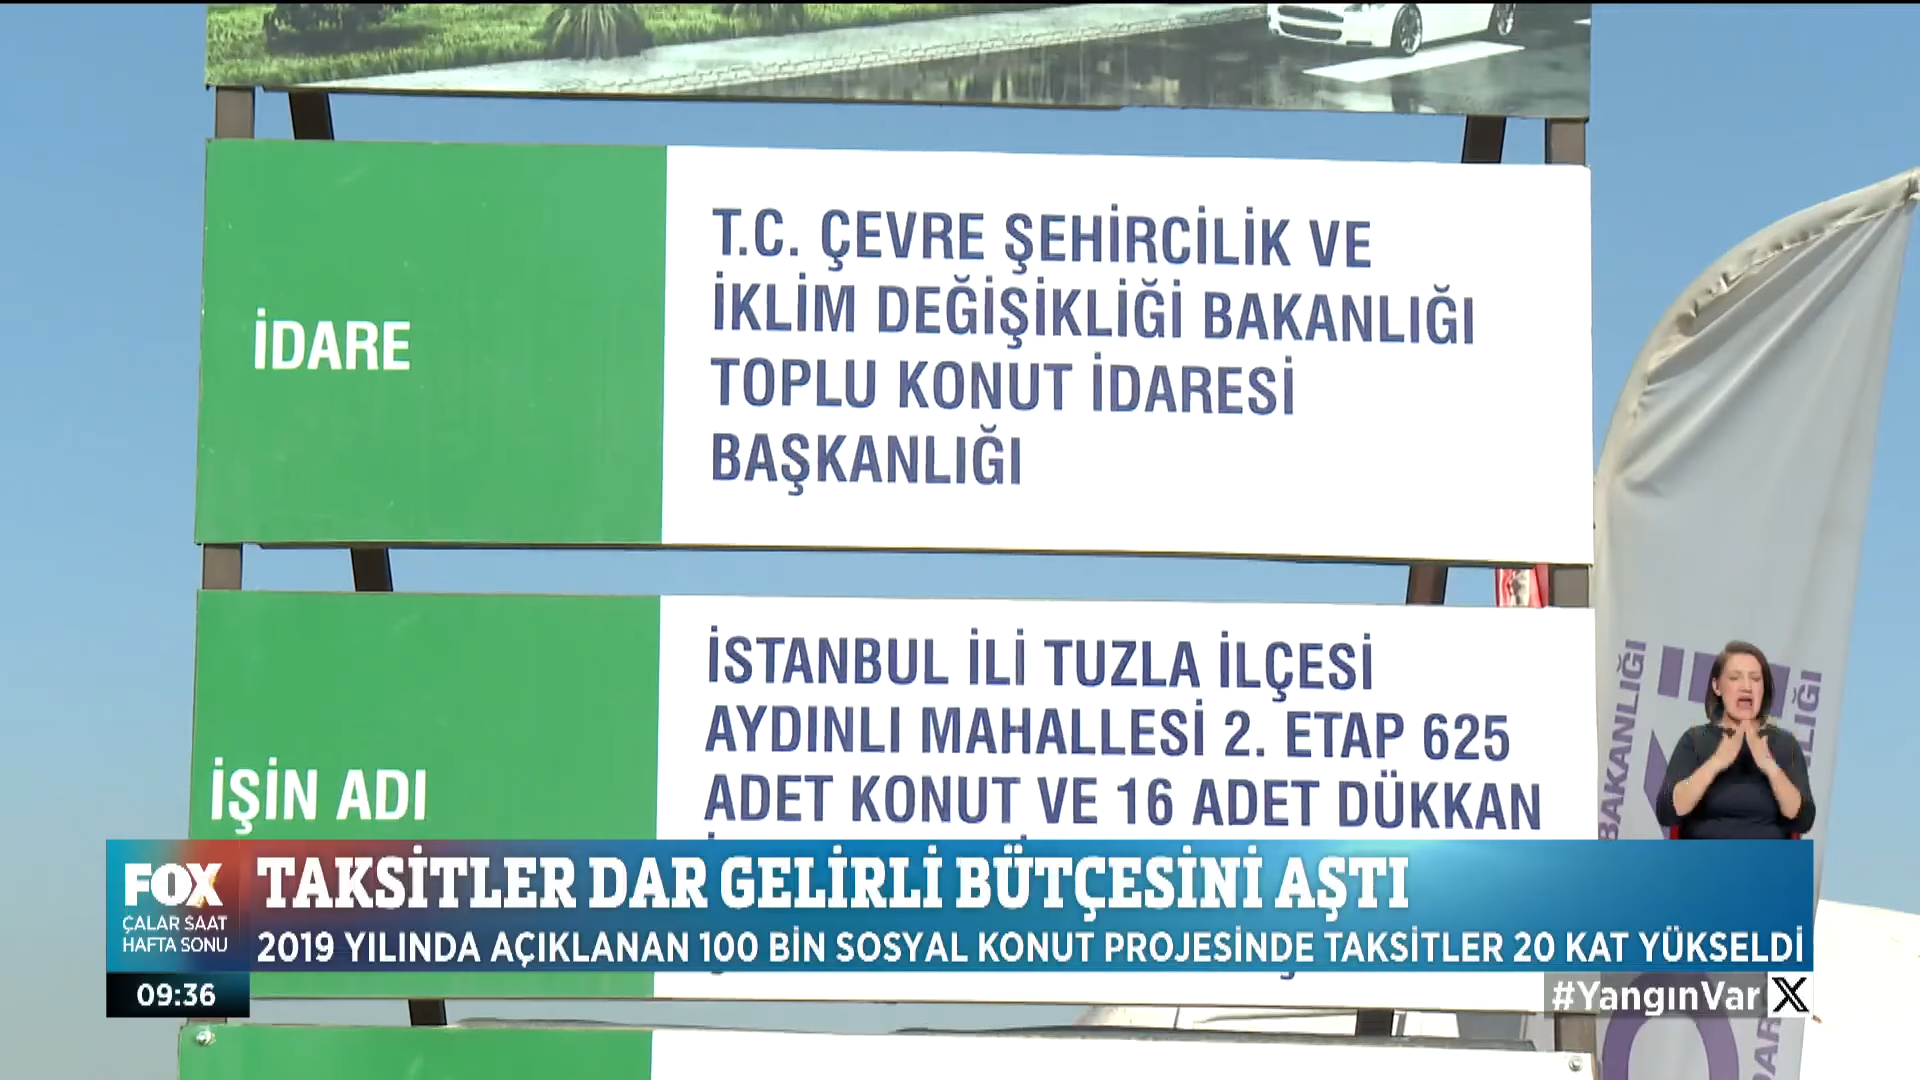 İDARE
T.C. ÇEVRE ŞEHİRCİLİK VE
İKLİM DEĞİŞİKLİĞİ BAKANLIĞI
TOPLU KONUT İDARESİ
BAŞKANLIĞI
İŞİN ADI
İSTANBUL İLİ TUZLA İLÇESİ
AYDINLI MAHALLESİ 2. ETAP 625
ADET KONUT VE 16 ADET DÜKKAN
BAKANLIĞI
FOX
ÇALAR SAAT
HAFTA SONU
TAKSİTLER DAR GELİRLİ BÜTÇESİNİ AŞTI
2019 YILINDA AÇIKLANAN 100 BİN SOSYAL KONUT PROJESİNDE TAKSİTLER 20 KAT YÜKSELDİ
09:36
#YangınVar X